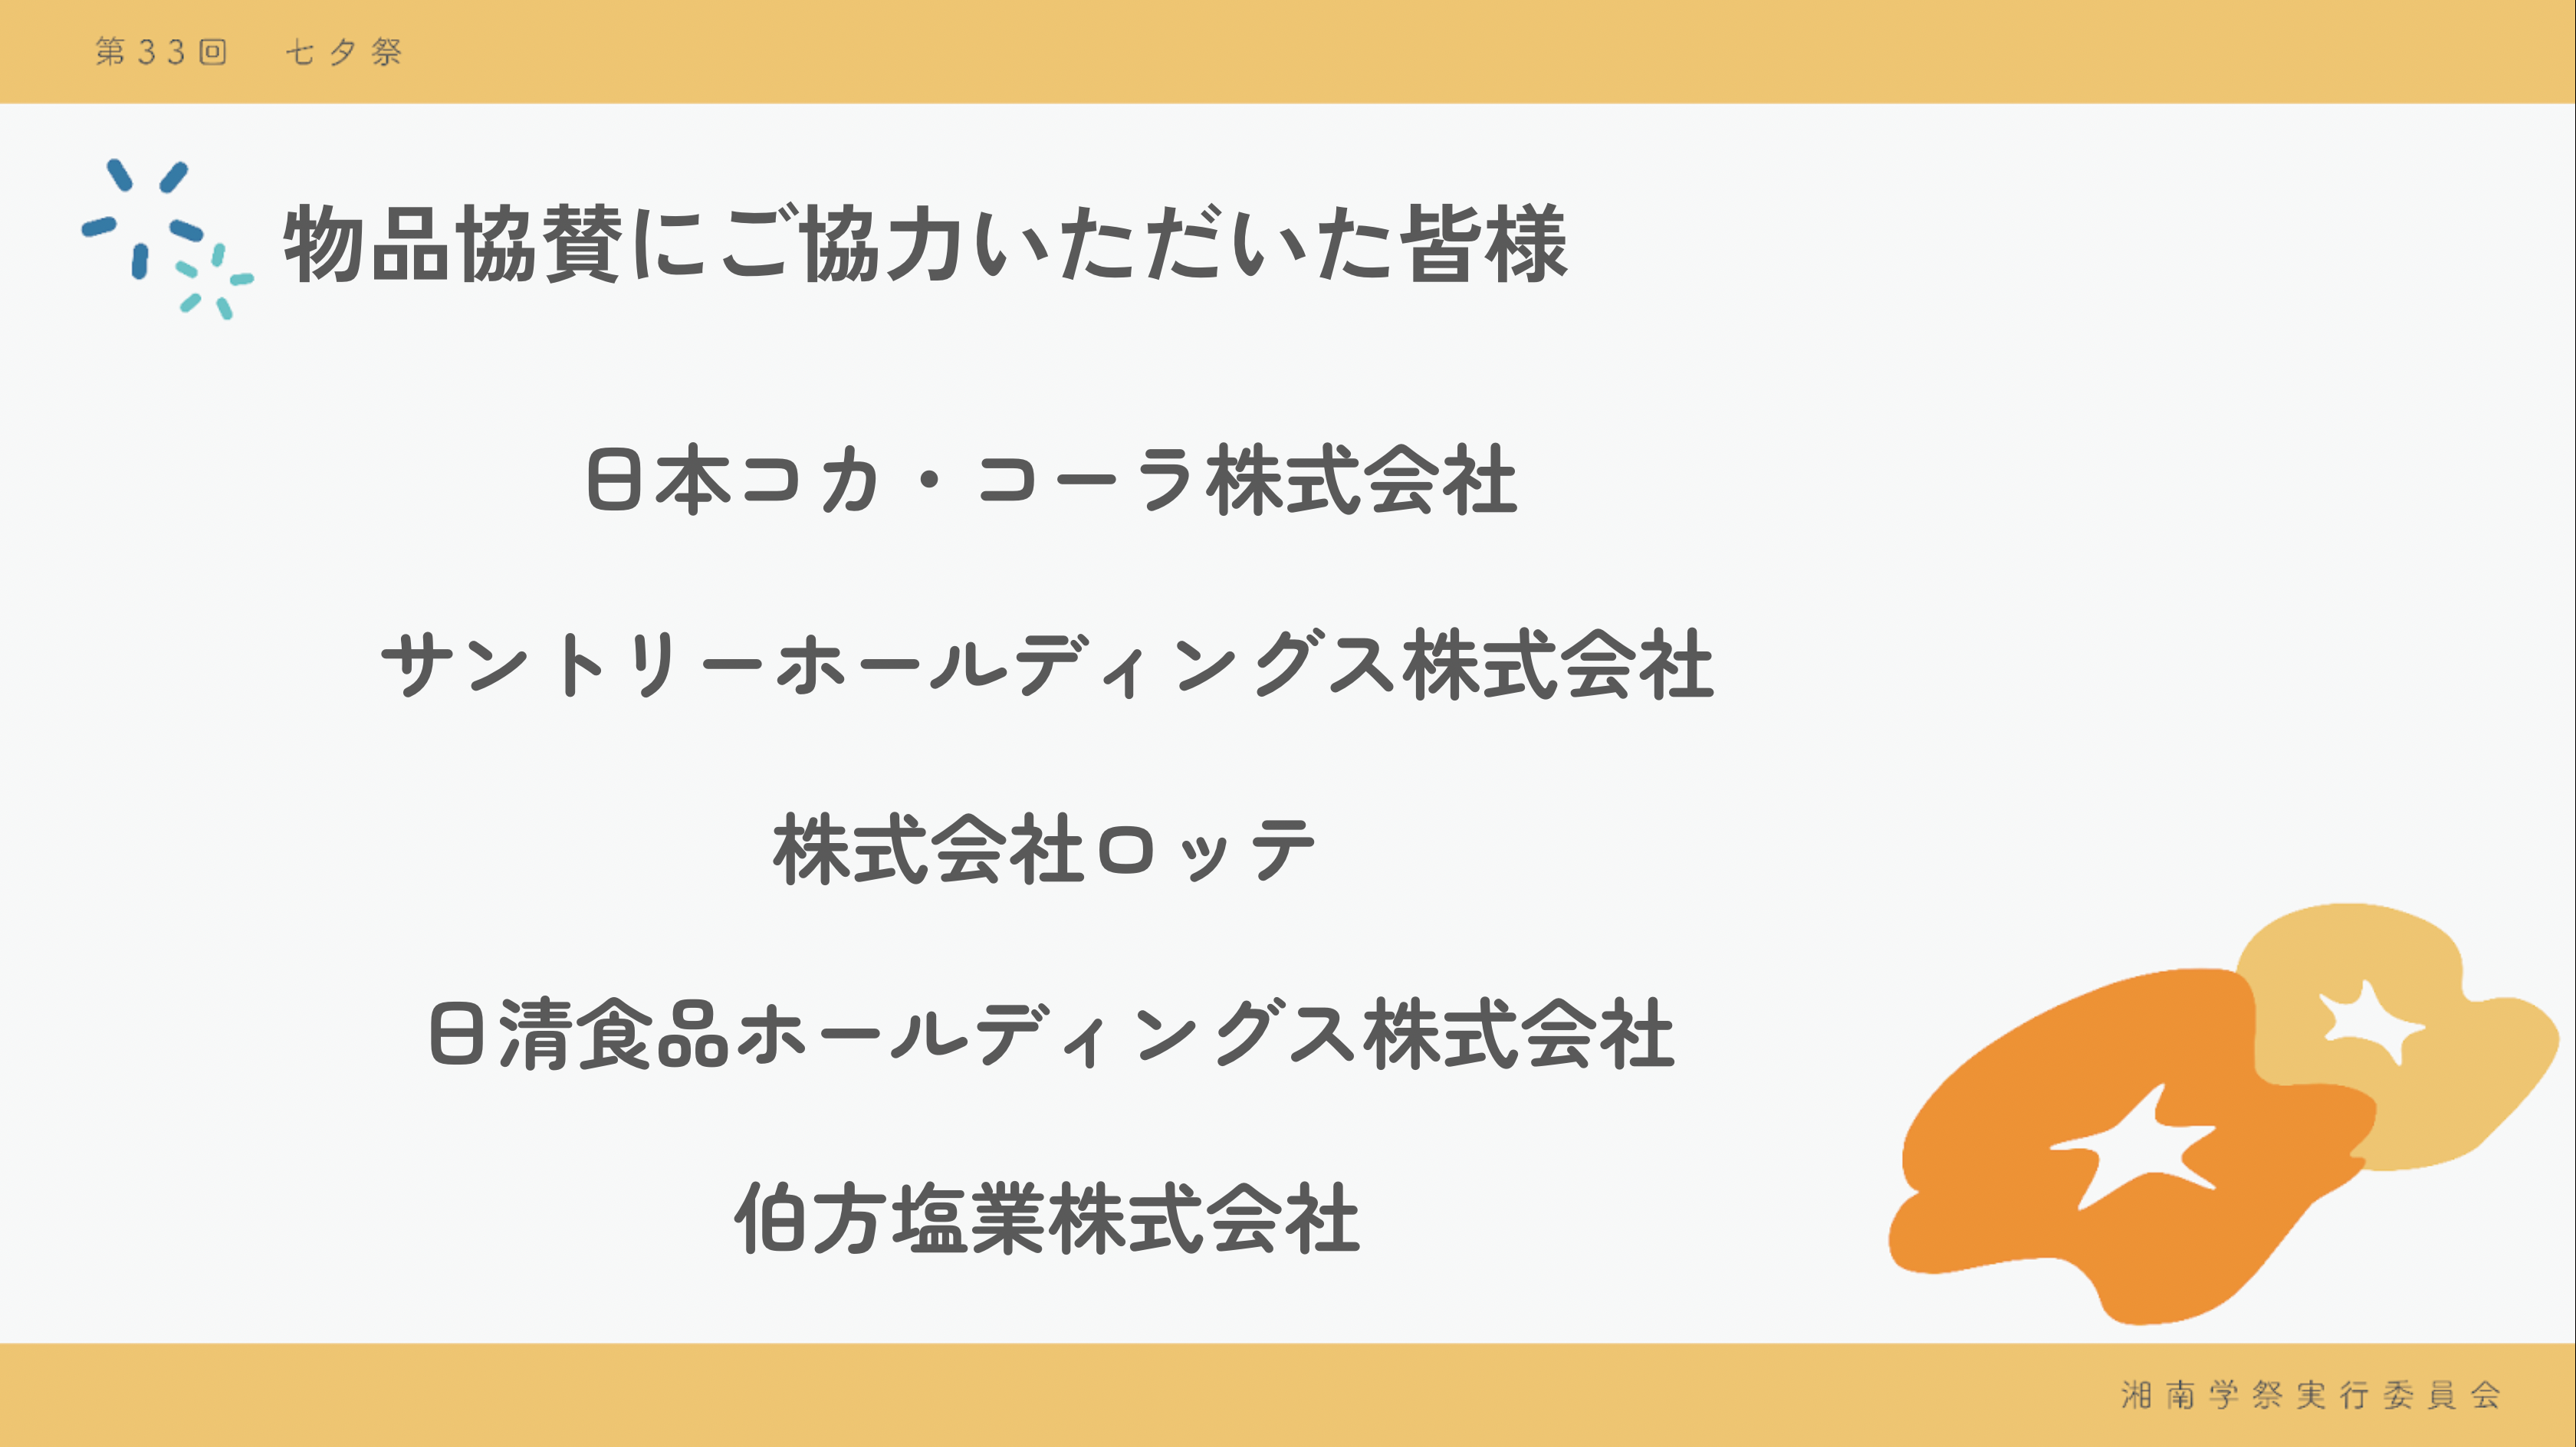 第33回　七夕祭
物品協賛にご協力いただいた皆様
日本コカ・コーラ株式会社
サントリーホールディングス株式会社
株式会社ロッテ
日清食品ホールディングス株式会社
伯方塩業株式会社
湘南学祭実行委員会